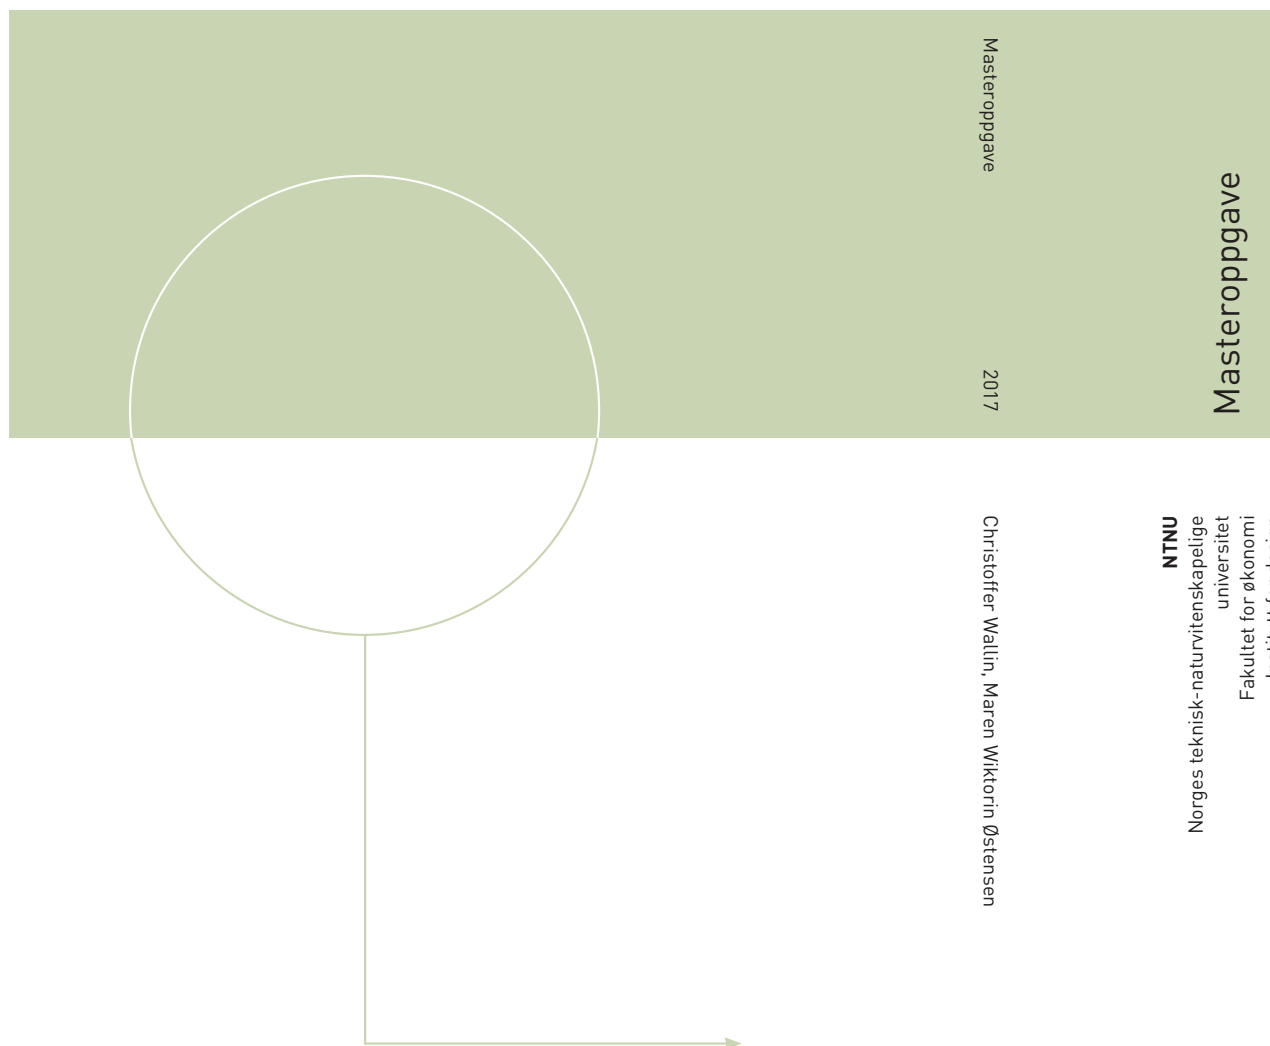 Masteroppgave
2017
Christoffer Wallin, Maren Wiktorin Østensen
Masteroppgave
NTNU
Norges teknisk-naturvitenskapelige
universitet
Fakultet for økonomi